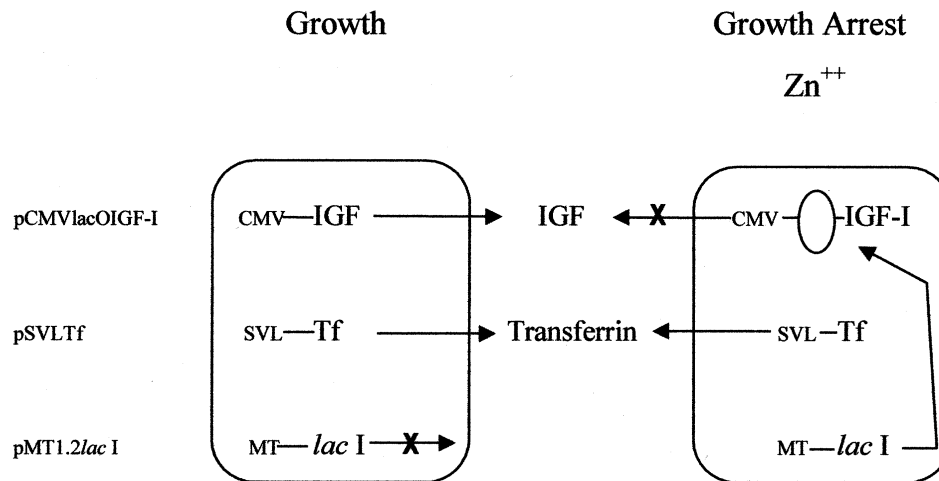 Growth Growth Arrest
Zn++
pCMVlacOIGF-I CMV IGF IGF X CMV IGF-I
pSVLTf SVL Tf Transferrin SVL Tf
pMT1.2lac I MT lac I X MT lac I